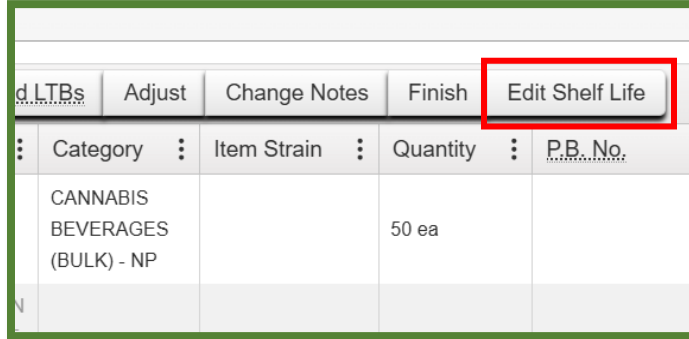 d LTBs Adjust Change Notes Finish Edit Shelf Life
Category Item Strain Quantity P.B. No.
CANNABIS
BEVERAGES
(BULK) - NP
50 ea
N